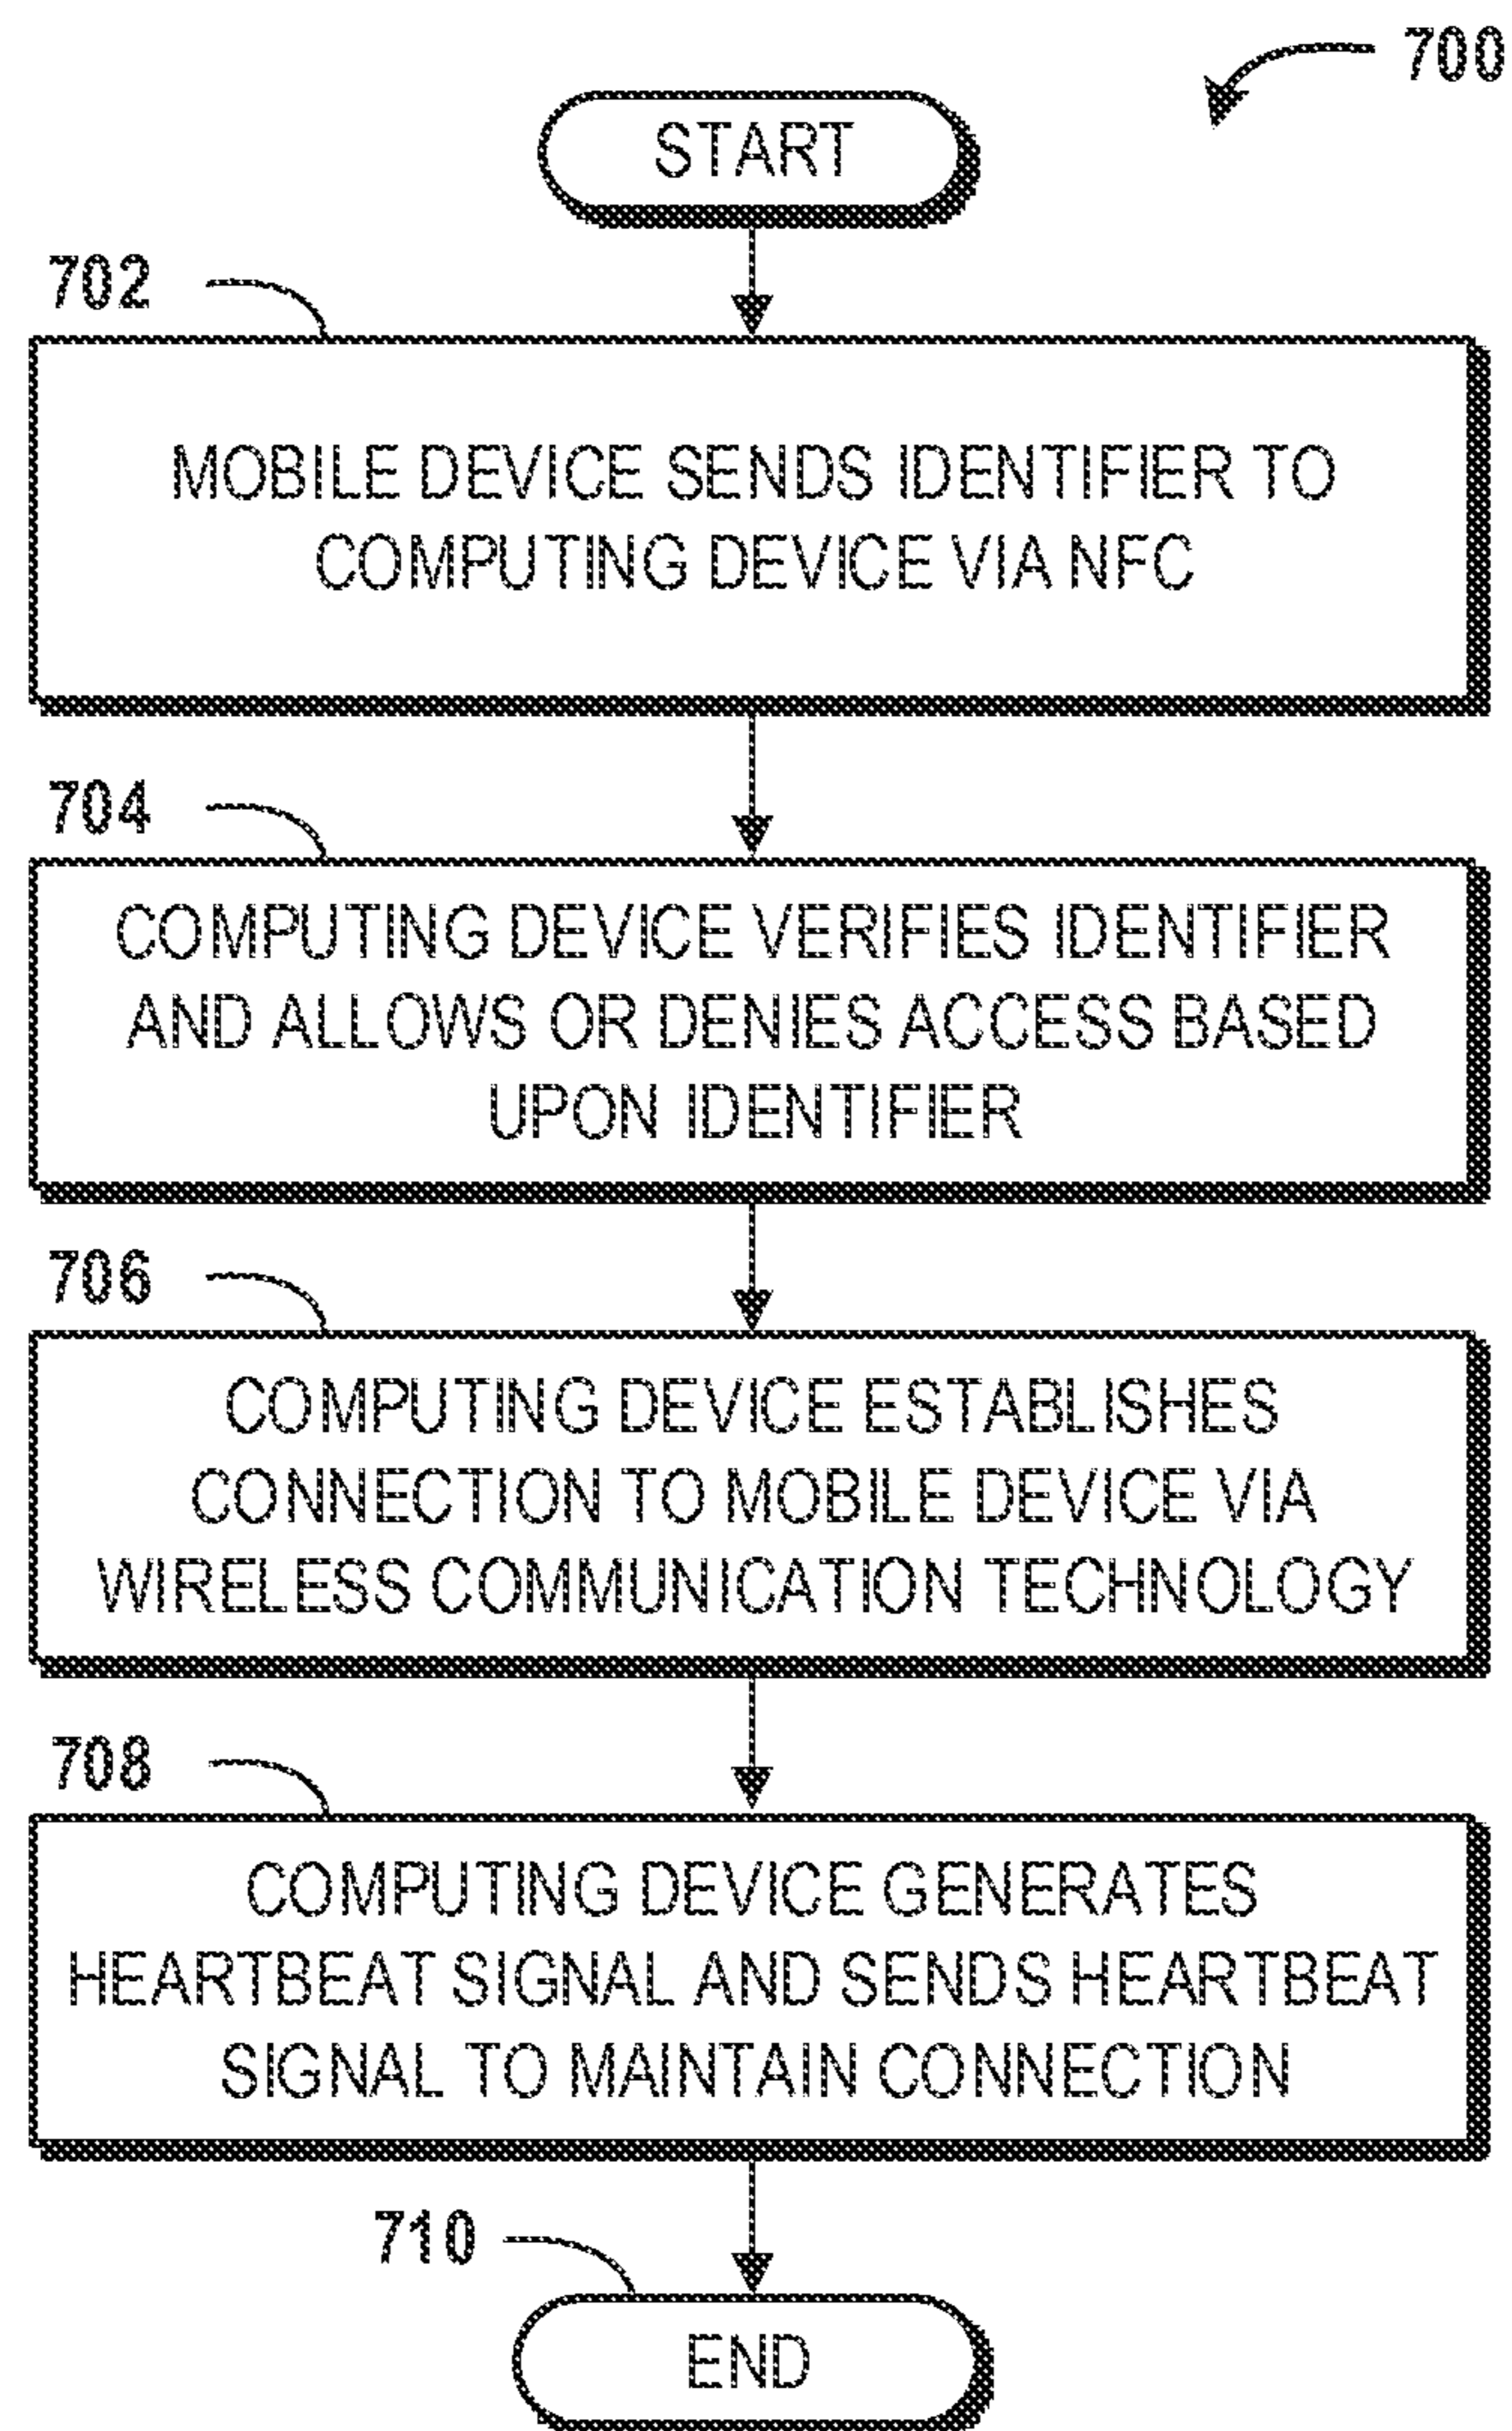 700
START
702
MOBILE DEVICE SENDS IDENTIFIER TO
COMPUTING DEVICE VIA NFC
704
COMPUTING DEVICE VERIFIES IDENTIFIER
AND ALLOWS OR DENIES ACCESS BASED
UPON IDENTIFIER
706
COMPUTING DEVICE ESTABLISHES
CONNECTION TO MOBILE DEVICE VIA
WIRELESS COMMUNICATION TECHNOLOGY
708
COMPUTING DEVICE GENERATES
HEARTBEAT SIGNAL AND SENDS HEARTBEAT
SIGNAL TO MAINTAIN CONNECTION
710
END